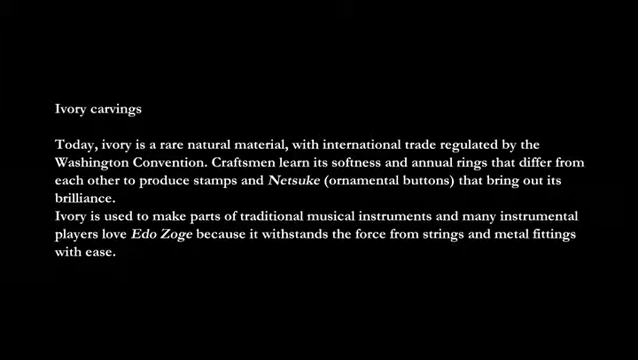 Ivory carvings
Today, ivory is a rare natural material, with international trade regulated by the
Washington Convention. Craftsmen learn its softness and annual rings that differ from
each other to produce stamps and Netsuke (ornamental buttons) that bring out its
brilliance.
Ivory is used to make parts of traditional musical instruments and many instrumental
players love Edo Zoge because it withstands the force from strings and metal fittings
with ease.